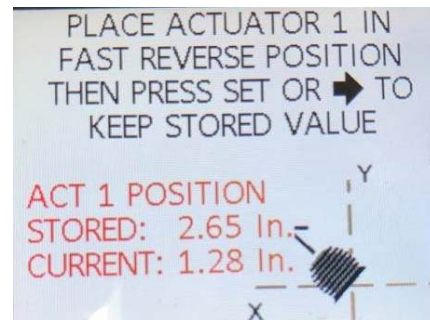 PLACE ACTUATOR 1 IN
FAST REVERSE POSITION
THEN PRESS SET OR ➡ TO
KEEP STORED VALUE
Y
ACT 1 POSITION
STORED: 2.65 In.
CURRENT: 1.28 In.
X